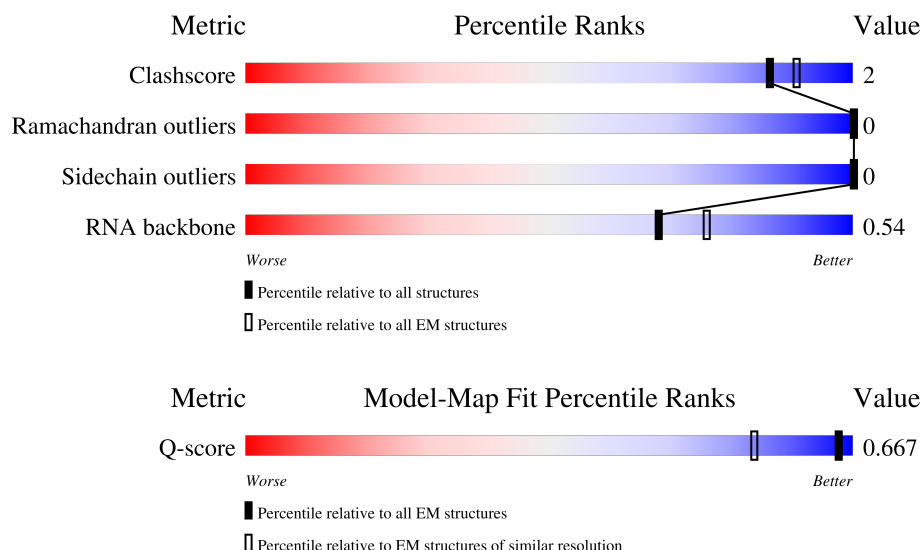 Metric Percentile Ranks Value
Clashscore 2
Ramachandran outliers 0
Sidechain outliers 0
RNA backbone 0.54
Worse Better
Percentile relative to all structures
Percentile relative to all EM structures
Metric Model-Map Fit Percentile Ranks Value
Q-score 0.667
Worse Better
Percentile relative to all EM structures
Percentile relative to EM structures of similar resolution